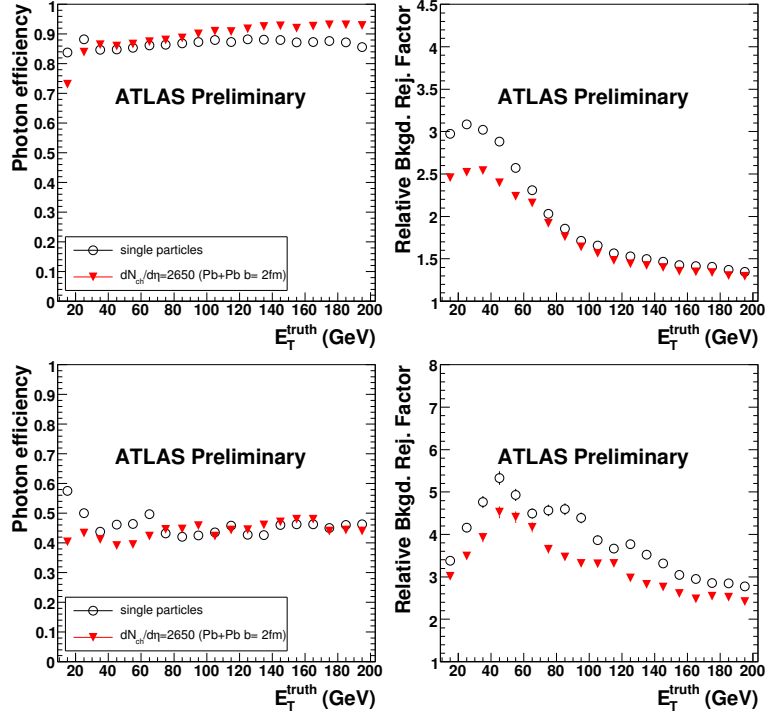 Photon efficiency
1
0.9
0.8
0.7
0.6
0.5
0.4
0.3
0.2
0.1
0
ATLAS Preliminary
single particles
dN_ch/dη=2650 (Pb+Pb b= 2fm)
20 40 60 80 100 120 140 160 180 200
E_T^truth (GeV)
Relative Bkgd. Rej. Factor
4.5
4
3.5
3
2.5
2
1.5
1
ATLAS Preliminary
20 40 60 80 100 120 140 160 180 200
E_T^truth (GeV)
Photon efficiency
1
0.9
0.8
0.7
0.6
0.5
0.4
0.3
0.2
0.1
0
ATLAS Preliminary
single particles
dN_ch/dη=2650 (Pb+Pb b= 2fm)
20 40 60 80 100 120 140 160 180 200
E_T^truth (GeV)
Relative Bkgd. Rej. Factor
8
7
6
5
4
3
2
1
ATLAS Preliminary
20 40 60 80 100 120 140 160 180 200
E_T^truth (GeV)